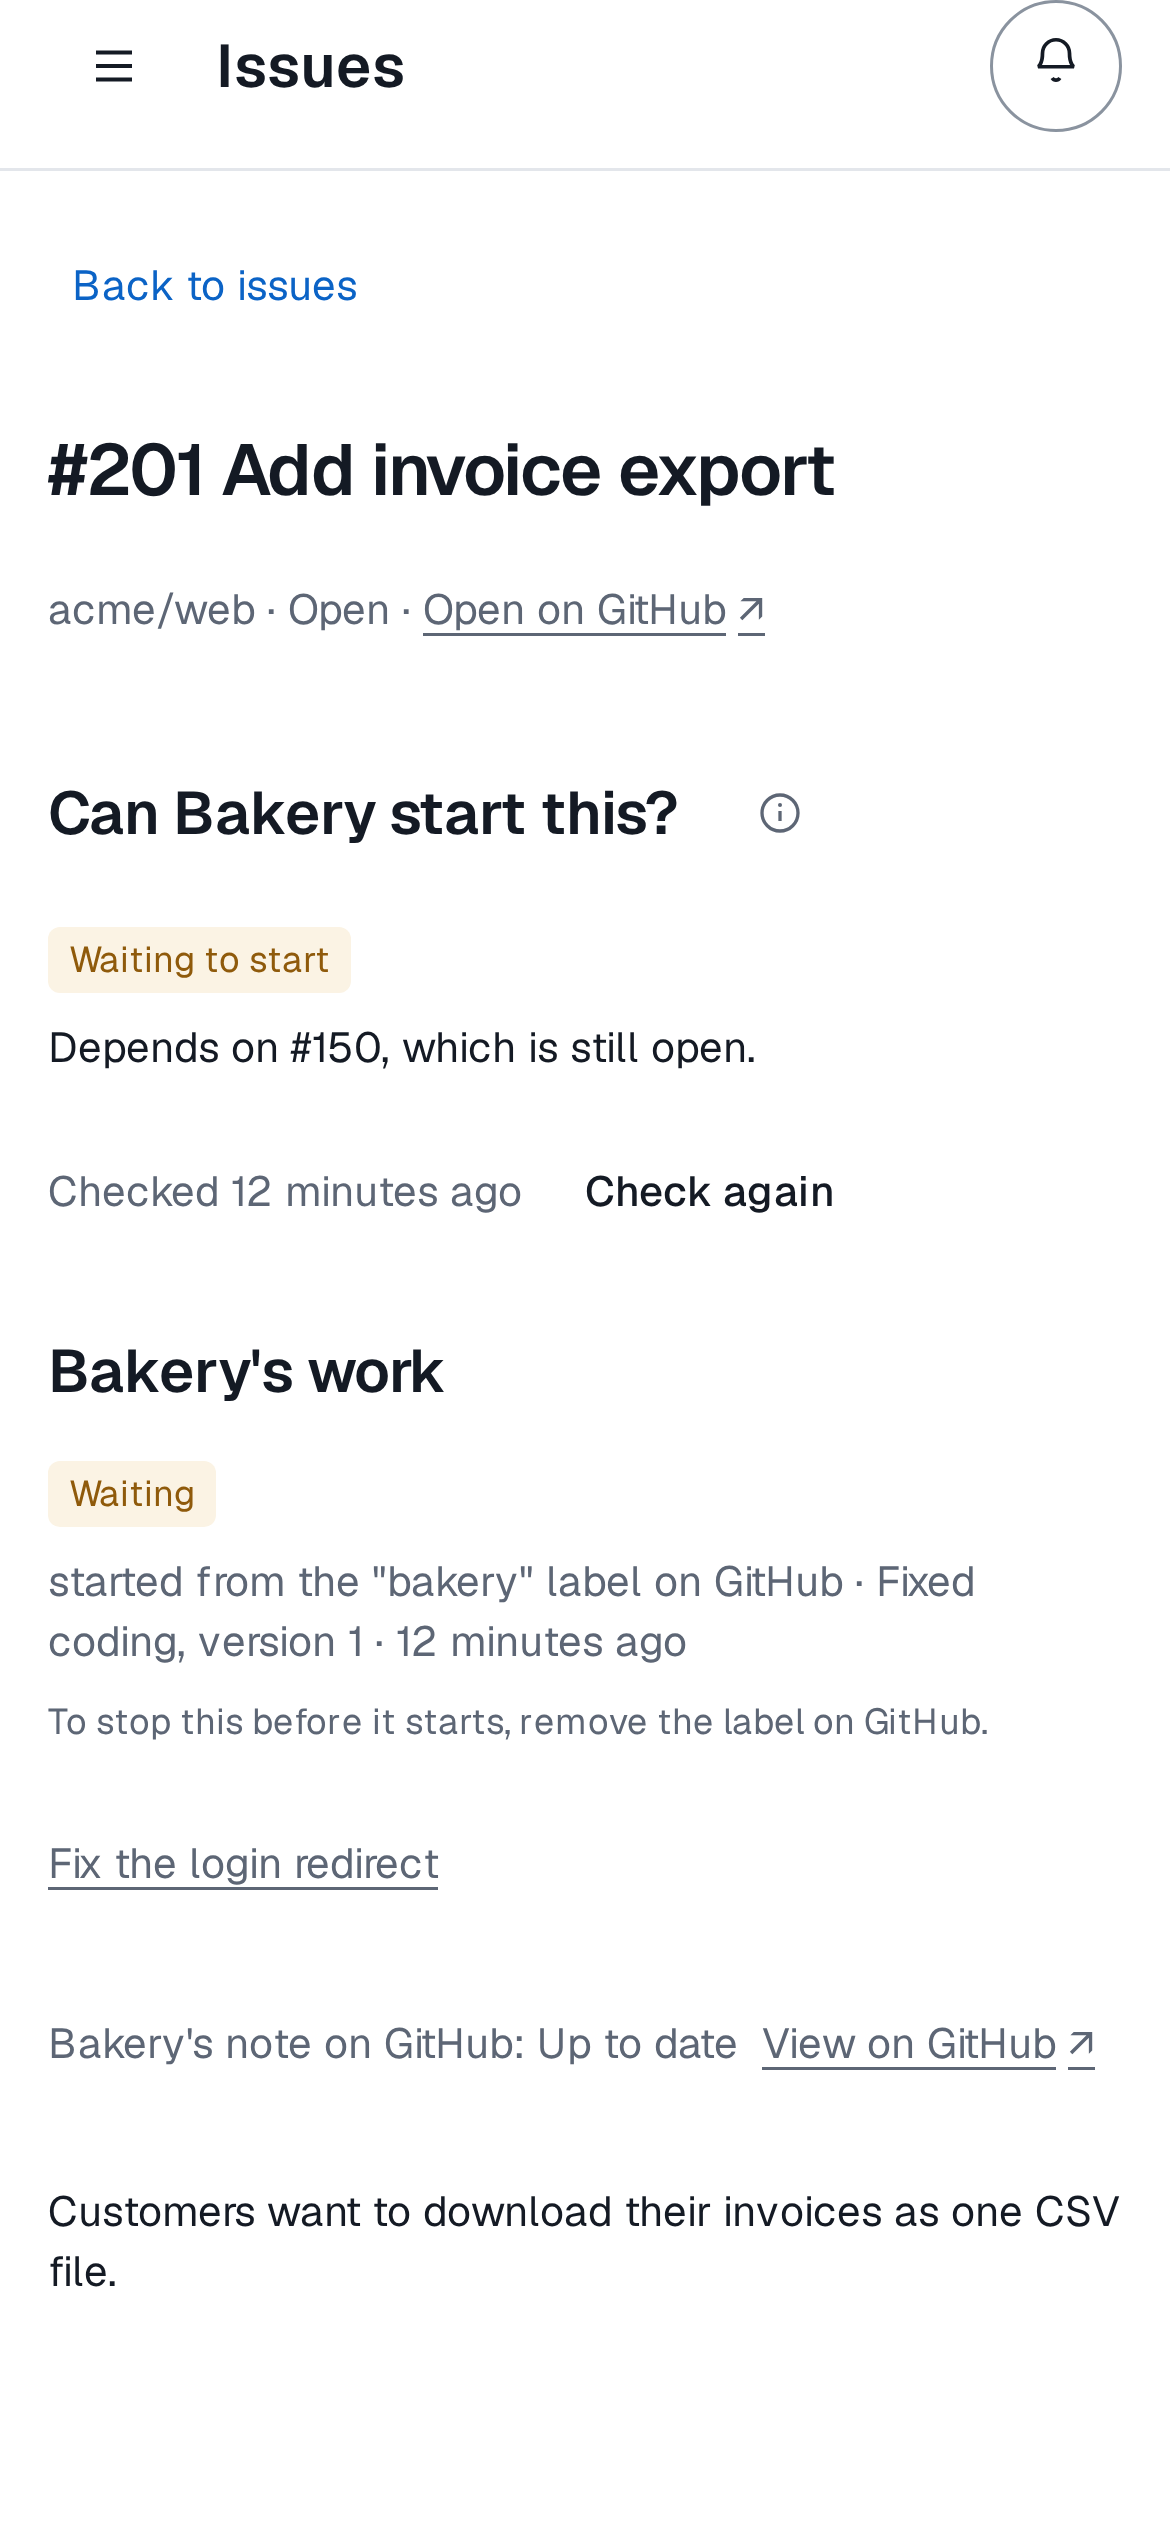 Issues
Back to issues
#201 Add invoice export
acme/web · Open · Open on GitHub ↗
Can Bakery start this?
Waiting to start
Depends on #150, which is still open.
Checked 12 minutes ago Check again
Bakery's work
Waiting
started from the "bakery" label on GitHub · Fixed
coding, version 1 · 12 minutes ago
To stop this before it starts, remove the label on GitHub.
Fix the login redirect
Bakery's note on GitHub: Up to date View on GitHub ↗
Customers want to download their invoices as one CSV
file.